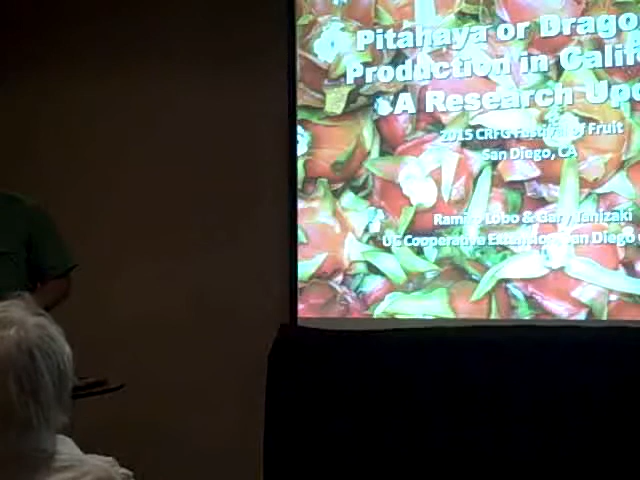 Pitahaya or Drago
Production in Calif
A Research Upd
2015 CRFG Festival of Fruit
San Diego, CA
Ramiro Lobo & Gary Tanizaki
UC Cooperative Extension, San Diego